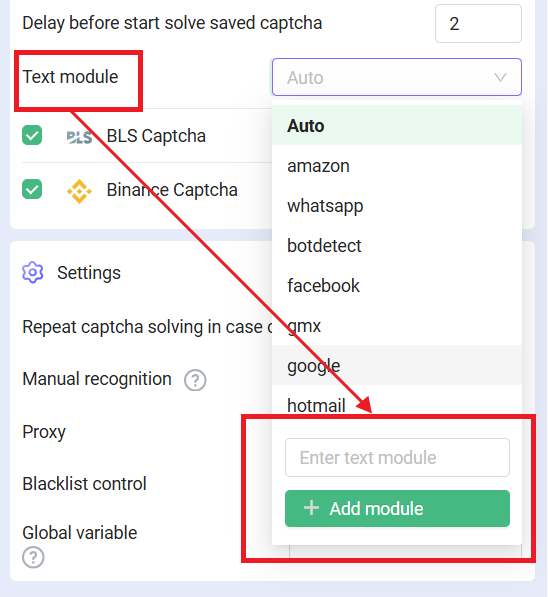 Delay before start solve saved captcha
2
Text module
Auto
Auto
BLS
BLS Captcha
amazon
Binance Captcha
whatsapp
botdetect
facebook
Settings
gmx
Repeat captcha solving in case
google
Manual recognition ?
hotmail
Proxy
Enter text module
Blacklist control
+ Add module
Global variable
?